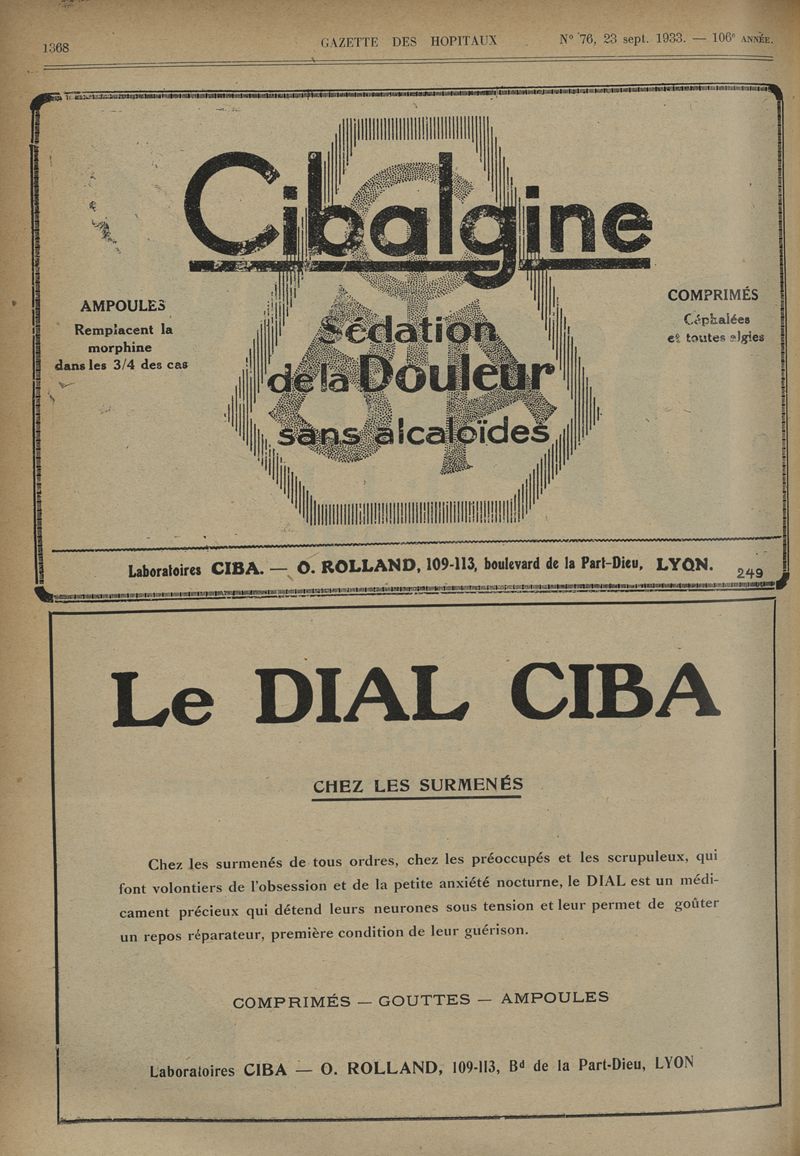 1368
GAZETTE DES HOPITAUX
N° 76, 23 sept. 1933. — 106e ANNÉE.
Cibalgine
AMPOULES
Remplacent la
morphine
dans les 3/4 des cas
COMPRIMÉS
Céphalées
et toutes algies
Sédation
de la Douleur
sans alcaloïdes
CIBA
Laboratoires CIBA. — O. ROLLAND, 109-113, boulevard de la Part-Dieu, LYON.
249
Le DIAL CIBA
CHEZ LES SURMENÉS
Chez les surmenés de tous ordres, chez les préoccupés et les scrupuleux, qui
font volontiers de l'obsession et de la petite anxiété nocturne, le DIAL est un médi-
cament précieux qui détend leurs neurones sous tension et leur permet de goûter
un repos réparateur, première condition de leur guérison.
COMPRIMÉS — GOUTTES — AMPOULES
Laboratoires CIBA — O. ROLLAND, 109-113, Bd de la Part-Dieu, LYON